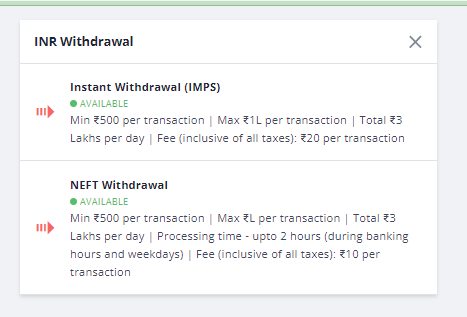 INR Withdrawal
Instant Withdrawal (IMPS)
AVAILABLE
Min ₹500 per transaction | Max ₹1L per transaction | Total ₹3
Lakhs per day | Fee (inclusive of all taxes): ₹20 per transaction
NEFT Withdrawal
AVAILABLE
Min ₹500 per transaction | Max ₹L per transaction | Total ₹3
Lakhs per day | Processing time - upto 2 hours (during banking
hours and weekdays) | Fee (inclusive of all taxes): ₹10 per
transaction